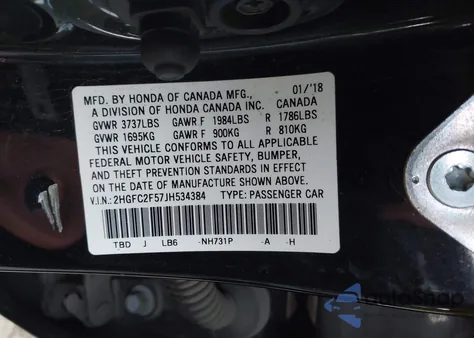 MFD. BY HONDA OF CANADA MFG., 01/'18
A DIVISION OF HONDA CANADA INC. CANADA
GVWR 3737LBS GAWR F 1984LBS R 1786LBS
GVWR 1695KG GAWR F 900KG R 810KG
THIS VEHICLE CONFORMS TO ALL APPLICABLE
FEDERAL MOTOR VEHICLE SAFETY, BUMPER,
AND THEFT PREVENTION STANDARDS IN EFFECT
ON THE DATE OF MANUFACTURE SHOWN ABOVE.
V.I.N.: 2HGFC2F57JH534384 TYPE: PASSENGER CAR
TBD J LB6 -NH731P -A -H
AutoShop